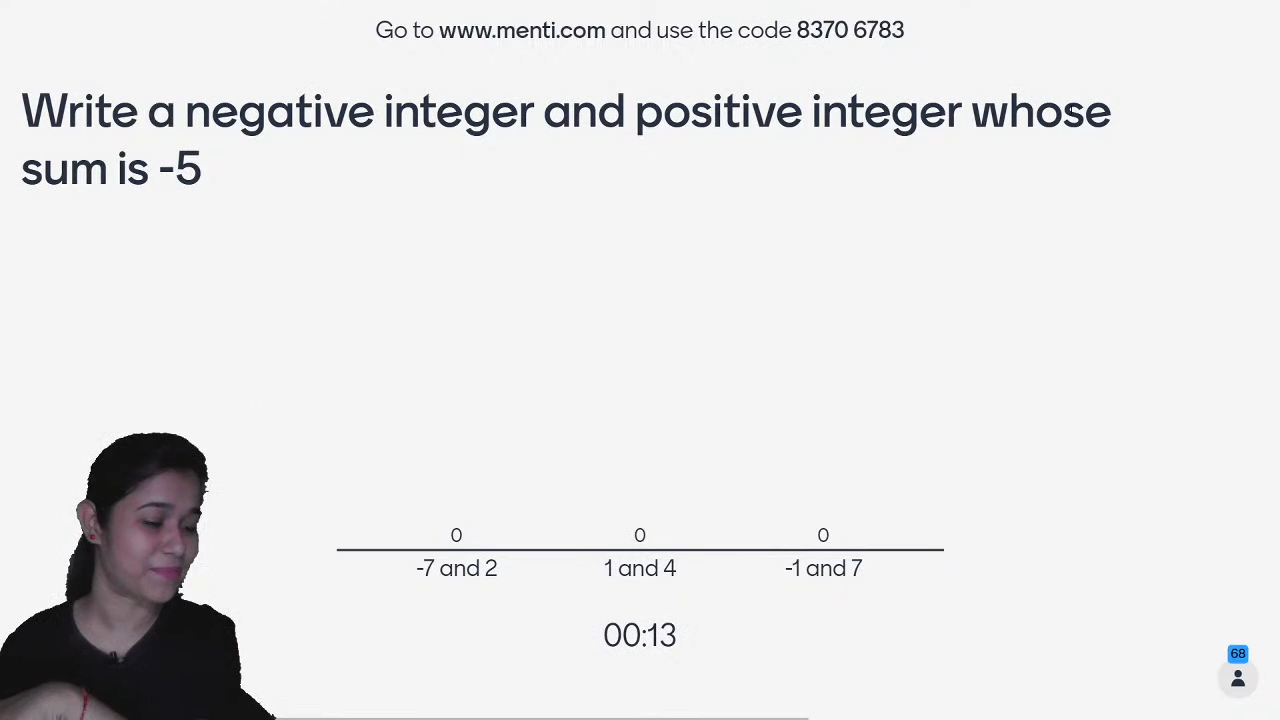 Go to www.menti.com and use the code 8370 6783
Write a negative integer and positive integer whose
sum is -5
0 0 0
-7 and 2 1 and 4 -1 and 7
00:13
68